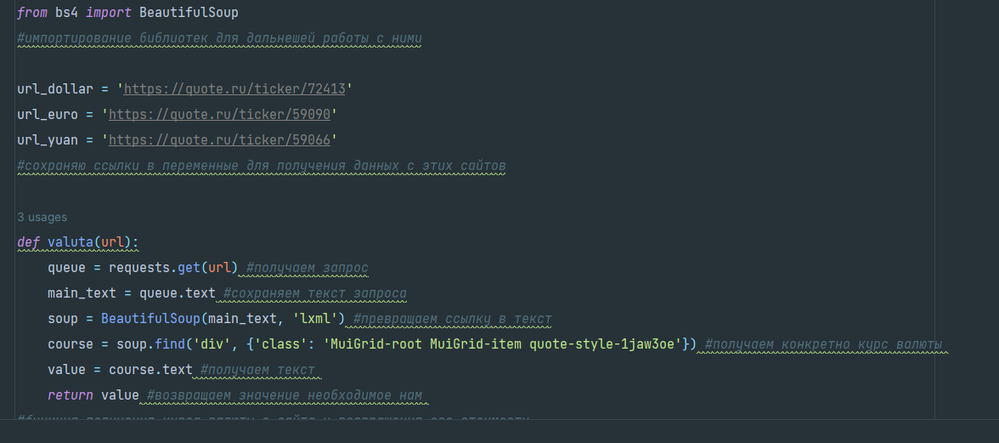 from bs4 import BeautifulSoup
#импортирование библиотек для дальнешей работы с ними
url_dollar = 'https://quote.ru/ticker/72413'
url_euro = 'https://quote.ru/ticker/59090'
url_yuan = 'https://quote.ru/ticker/59066'
#сохраняю ссылки в переменные для получения данных с этих сайтов
3 usages
def valuta(url):
queue = requests.get(url) #получаем запрос
main_text = queue.text #сохраняем текст запроса
soup = BeautifulSoup(main_text, 'lxml') #превращаем ссылку в текст
course = soup.find('div', {'class': 'MuiGrid-root MuiGrid-item quote-style-1jaw3oe'}) #получаем конкретно курс валюты
value = course.text #получаем текст
return value #возвращаем значение необходимое нам